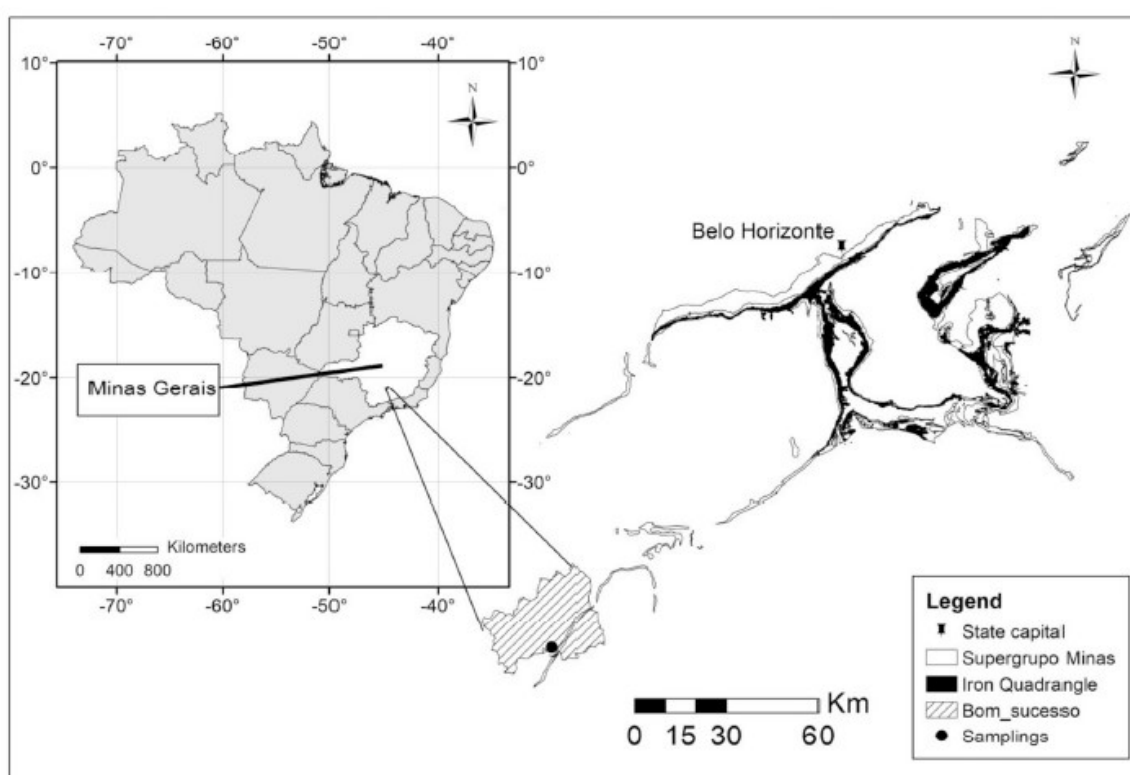 -70° -60° -50° -40°
N
N
10° 10°
0° 0°
Belo Horizonte
-10° -10°
Minas Gerais
-20° -20°
-30° -30°
Kilometers
0 400 800
-70° -60° -50° -40°
Legend
State capital
Supergrupo Minas
Iron Quadrangle
Bom_sucesso
Samplings
Km
0 15 30 60